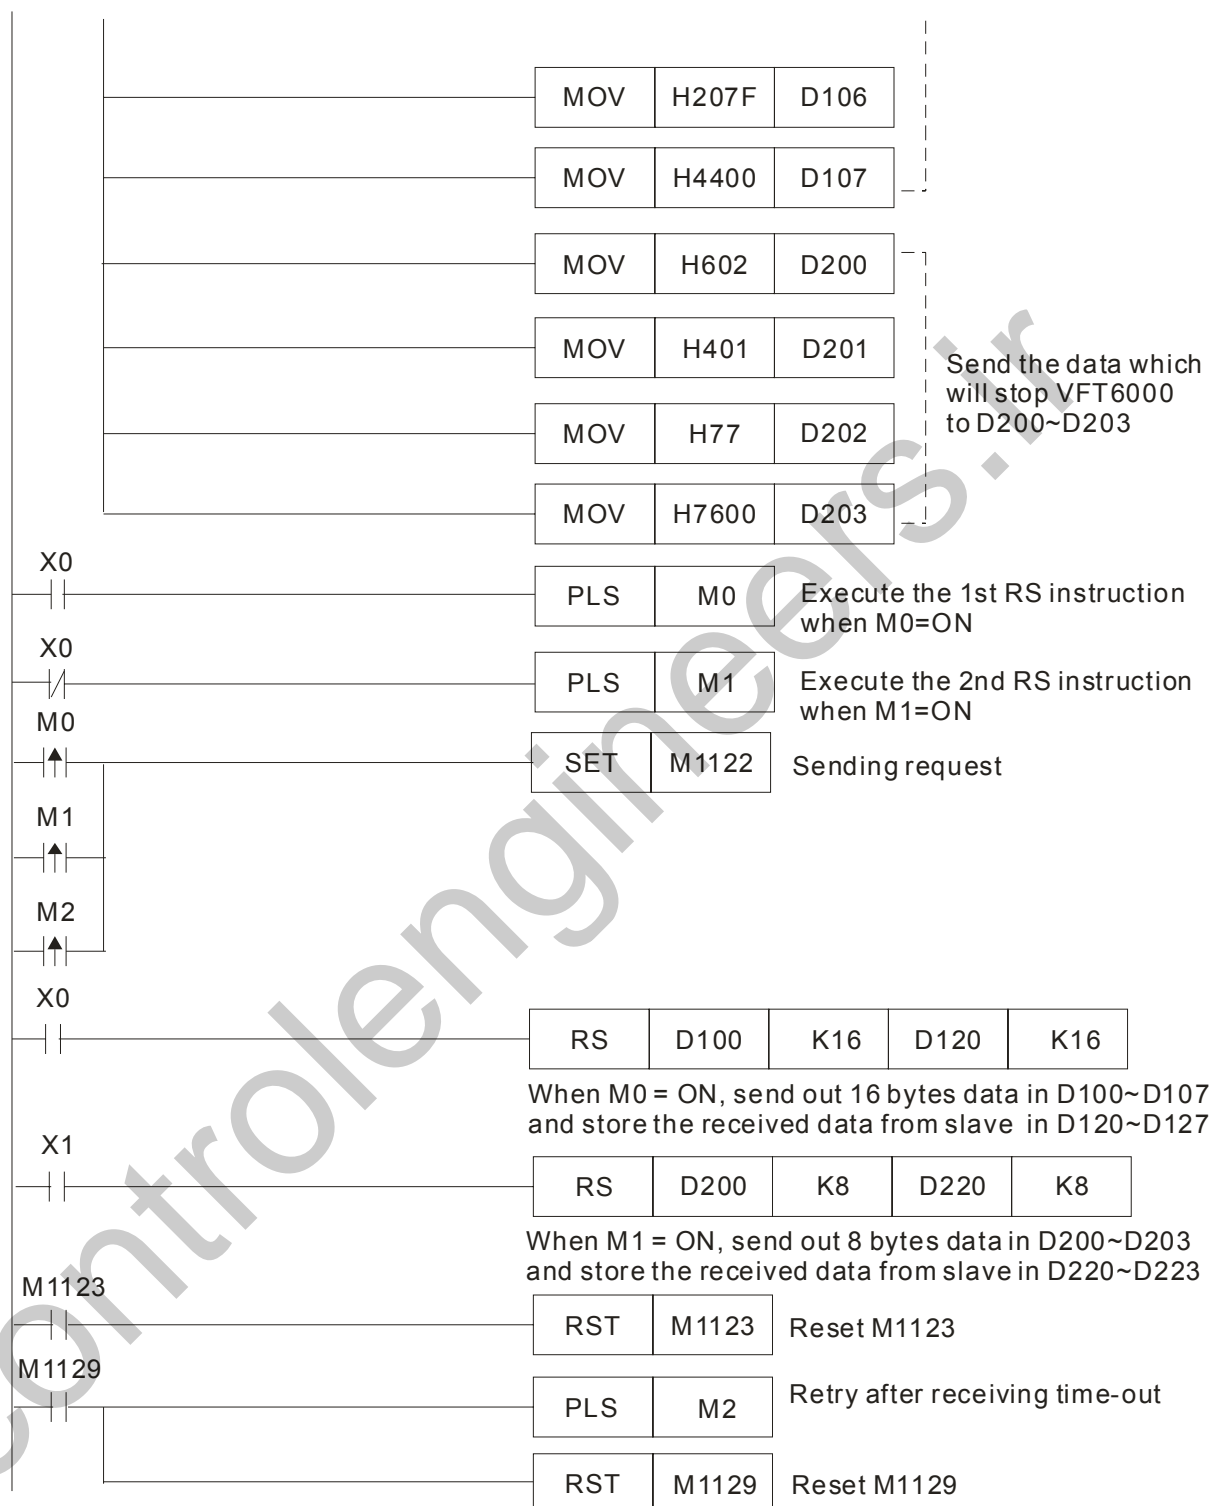 MOV H207F D106
MOV H4400 D107
MOV H602 D200
MOV H401 D201
Send the data which
will stop VFT6000
to D200~D203
MOV H77 D202
MOV H7600 D203
X0
PLS M0
Execute the 1st RS instruction
when M0=ON
X0
PLS M1
Execute the 2nd RS instruction
when M1=ON
M0
SET M1122 Sending request
M1
M2
X0
RS D100 K16 D120 K16
When M0 = ON, send out 16 bytes data in D100~D107
and store the received data from slave in D120~D127
X1
RS D200 K8 D220 K8
When M1 = ON, send out 8 bytes data in D200~D203
and store the received data from slave in D220~D223
M1123
RST M1123 Reset M1123
M1129
PLS M2 Retry after receiving time-out
RST M1129 Reset M1129
controlengineers.ir